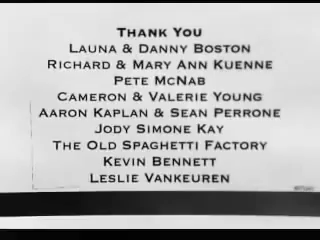 Thank You
Launa & Danny Boston
Richard & Mary Ann Kuenne
Pete McNab
Cameron & Valerie Young
Aaron Kaplan & Sean Perrone
Jody Simone Kay
The Old Spaghetti Factory
Kevin Bennett
Leslie Vankeuren